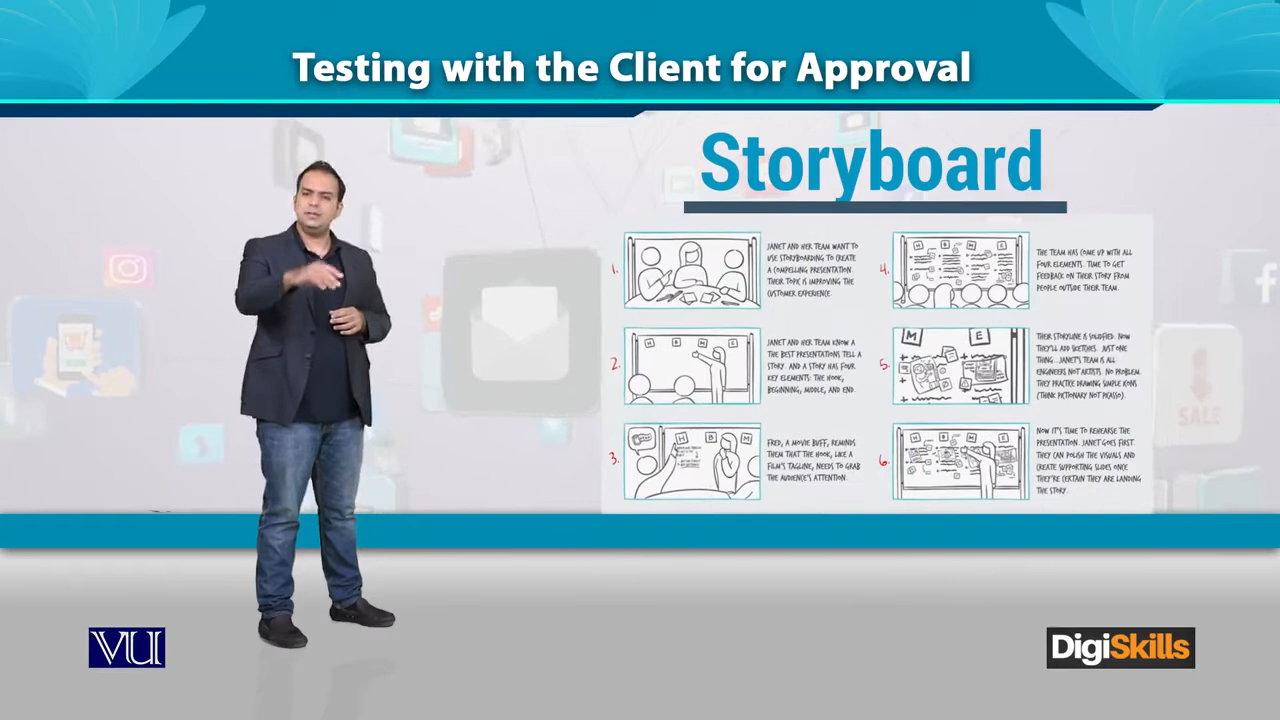 Testing with the Client for Approval
Storyboard
1.
JANET AND HER TEAM WANT TO
USE STORYBOARDING TO CREATE
A COMPELLING PRESENTATION.
THEIR TOPIC IS IMPROVING THE
CUSTOMER EXPERIENCE.
2.
H B M E
JANET AND HER TEAM KNOW A
THE BEST PRESENTATIONS TELL A
STORY. AND A STORY HAS FOUR
KEY ELEMENTS: THE HOOK,
BEGINNING, MIDDLE, AND END.
3.
H B M
FRED, A MOVIE BUFF, REMINDS
THEM THAT THE HOOK, LIKE A
FILM'S TAGLINE, NEEDS TO GRAB
THE AUDIENCE'S ATTENTION.
4.
H B M E
THE TEAM HAS COME UP WITH ALL
FOUR ELEMENTS. TIME TO GET
FEEDBACK ON THEIR STORY FROM
PEOPLE OUTSIDE THEIR TEAM.
5.
M E
THEIR STORYLINE IS SOLIDFIED. NOW
THEY'LL ADD SKETCHES. JUST ONE
THING... JANET'S TEAM IS ALL
ENGINEERS NOT ARTISTS. NO PROBLEM.
THEY PRACTICE DRAWING SIMPLE ICONS
(THINK PICTIONARY NOT PICASSO).
6.
NOW IT'S TIME TO REHEARSE THE
PRESENTATION. JANET GOES FIRST.
THEY CAN POLISH THE VISUALS AND
CREATE SUPPORTING SLIDES ONCE
THEY'RE CERTAIN THEY ARE LANDING
THE STORY.
SALE
VU
DigiSkills